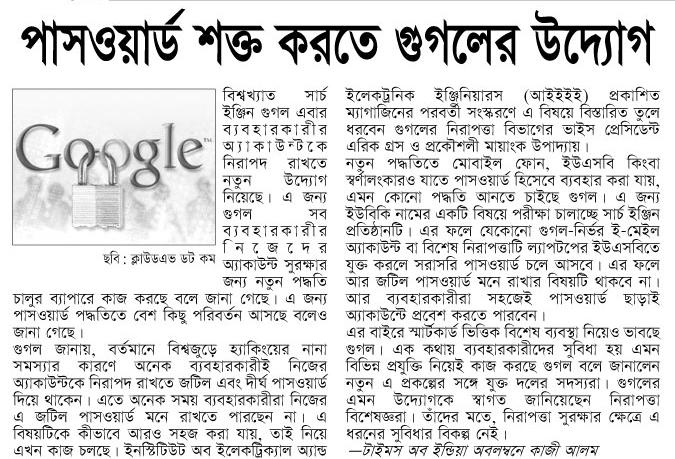 পাসওয়ার্ড শক্ত করতে গুগলের উদ্যোগ
Google
ছবি : ক্লাউডএভ ডট কম
বিশ্বখ্যাত সার্চ
ইঞ্জিন গুগল এবার
ব্যবহারকারীর
অ্যাকাউন্টকে
নিরাপদ রাখতে
নতুন উদ্যোগ
নিয়েছে। এ জন্য
গুগল সব
ব্যবহারকারীর
নিজেদের
অ্যাকাউন্ট সুরক্ষার
জন্য নতুন পদ্ধতি
চালুর ব্যাপারে কাজ করছে বলে জানা গেছে। এ জন্য
পাসওয়ার্ড পদ্ধতিতে বেশ কিছু পরিবর্তন আসছে বলেও
জানা গেছে।
গুগল জানায়, বর্তমানে বিশ্বজুড়ে হ্যাকিংয়ের নানা
সমস্যার কারণে অনেক ব্যবহারকারীই নিজের
অ্যাকাউন্টকে নিরাপদ রাখতে জটিল এবং দীর্ঘ পাসওয়ার্ড
দিয়ে থাকেন। এতে অনেক সময় ব্যবহারকারীরা নিজের
এ জটিল পাসওয়ার্ড মনে রাখতে পারছেন না। এ
বিষয়টিকে কীভাবে আরও সহজ করা যায়, তাই নিয়ে
এখন কাজ চলছে। ইনস্টিটিউট অব ইলেকট্রিক্যাল অ্যান্ড
ইলেকট্রনিক ইঞ্জিনিয়ারস (আইইইই) প্রকাশিত
ম্যাগাজিনের পরবর্তী সংস্করণে এ বিষয়ে বিস্তারিত তুলে
ধরবেন গুগলের নিরাপত্তা বিভাগের ভাইস প্রেসিডেন্ট
এরিক গ্রস ও প্রকৌশলী মায়াংক উপাদ্যায়।
নতুন পদ্ধতিতে মোবাইল ফোন, ইউএসবি কিংবা
স্বর্ণালংকারও যাতে পাসওয়ার্ড হিসেবে ব্যবহার করা যায়,
এমন কোনো পদ্ধতি আনতে চাইছে গুগল। এ জন্য
ইউবিকি নামের একটি বিষয়ে পরীক্ষা চালাচ্ছে সার্চ ইঞ্জিন
প্রতিষ্ঠানটি। এর ফলে যেকোনো গুগল-নির্ভর ই-মেইল
অ্যাকাউন্ট বা বিশেষ নিরাপত্তাটি ল্যাপটপের ইউএসবিতে
যুক্ত করলে সরাসরি পাসওয়ার্ড চলে আসবে। এর ফলে
আর জটিল পাসওয়ার্ড মনে রাখার বিষয়টি থাকবে না।
আর ব্যবহারকারীরা সহজেই পাসওয়ার্ড ছাড়াই
অ্যাকাউন্টে প্রবেশ করতে পারবেন।
এর বাইরে স্মার্টকার্ড ভিত্তিক বিশেষ ব্যবস্থা নিয়েও ভাবছে
গুগল। এক কথায় ব্যবহারকারীদের সুবিধা হয় এমন
বিভিন্ন প্রযুক্তি নিয়েই কাজ করছে গুগল বলে জানালেন
নতুন এ প্রকল্পের সঙ্গে যুক্ত দলের সদস্যরা। গুগলের
এমন উদ্যোগকে স্বাগত জানিয়েছেন নিরাপত্তা
বিশেষজ্ঞরা। তাঁদের মতে, নিরাপত্তা সুরক্ষার ক্ষেত্রে এ
ধরনের সুবিধার বিকল্প নেই।
—টাইমস অব ইন্ডিয়া অবলম্বনে কাজী আলম